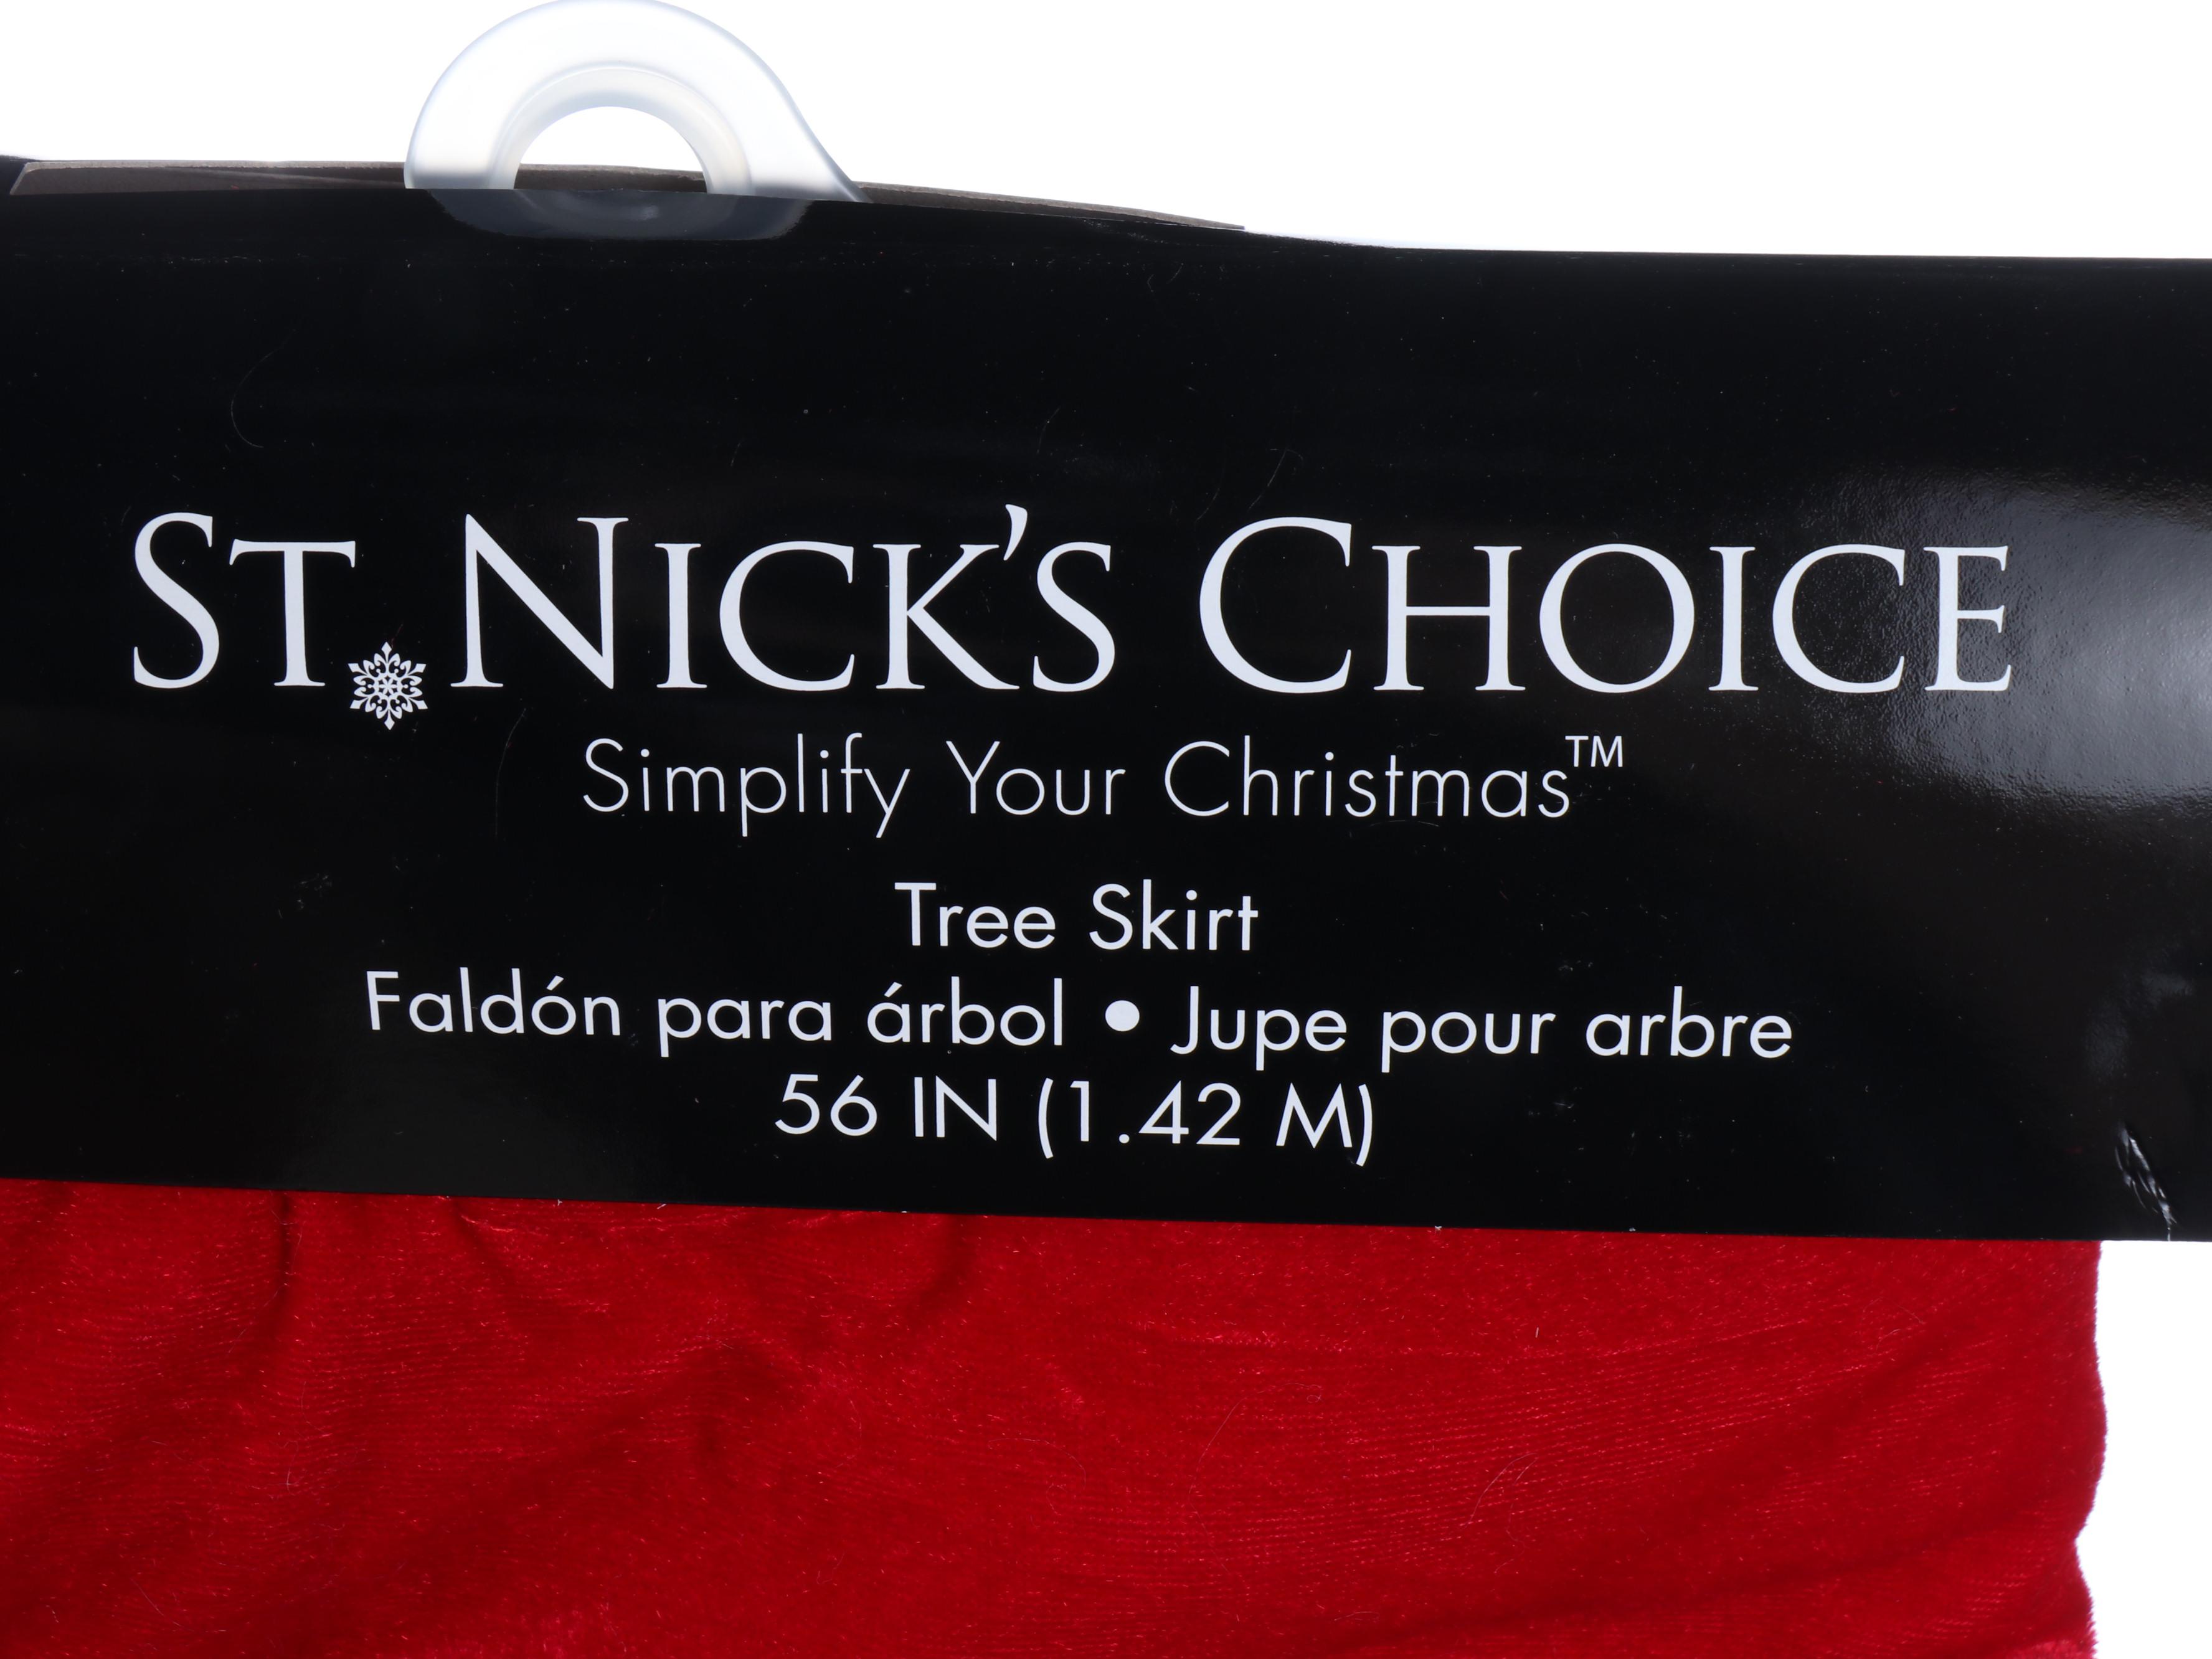 ST. NICK'S CHOICE
Simplify Your Christmas™
Tree Skirt
Faldón para árbol • Jupe pour arbre
56 IN (1.42 M)